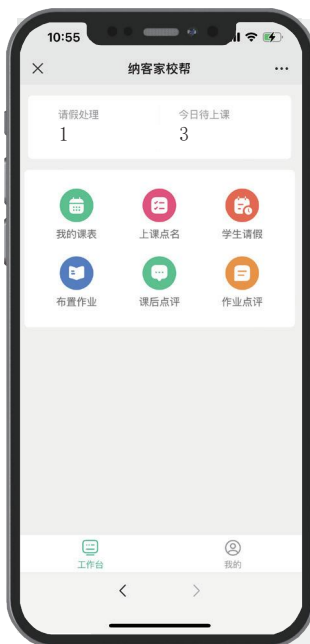 10:55
纳客家校帮
请假处理
今日待上课
1
3
我的课表
上课点名
学生请假
布置作业
课后点评
作业点评
工作台
我的